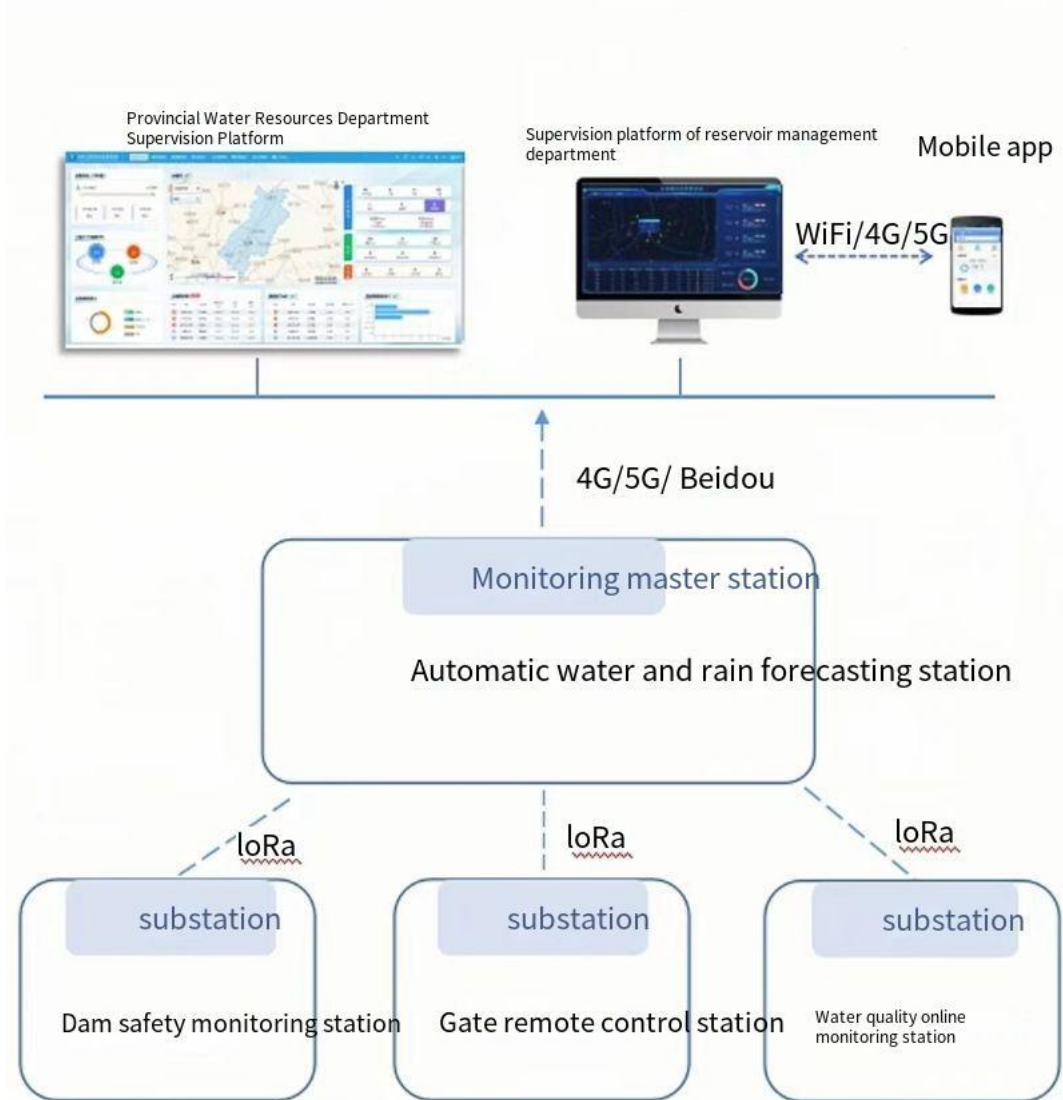 Provincial Water Resources Department
Supervision Platform
Supervision platform of reservoir management
department
Mobile app
WiFi/4G/5G
4G/5G/ Beidou
Monitoring master station
Automatic water and rain forecasting station
loRa
loRa
loRa
substation
substation
substation
Dam safety monitoring station
Gate remote control station
Water quality online
monitoring station